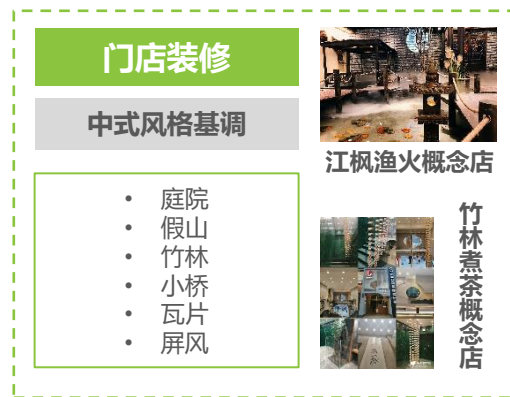 门店装修
中式风格基调
• 庭院
• 假山
• 竹林
• 小桥
• 瓦片
• 屏风
江枫渔火概念店
竹林煮茶概念店